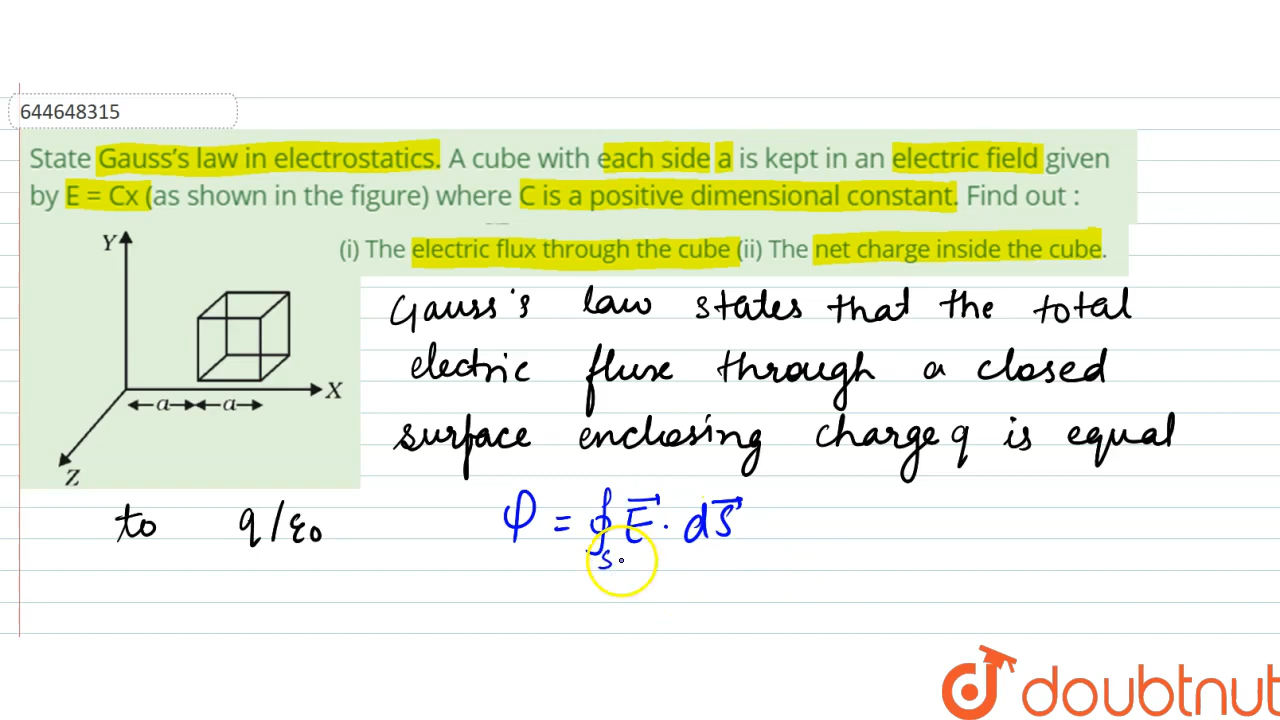 644648315
State Gauss's law in electrostatics. A cube with each side a is kept in an electric field given
by E = Cx (as shown in the figure) where C is a positive dimensional constant. Find out :
(i) The electric flux through the cube (ii) The net charge inside the cube.
Y
X
a a
Z
Gauss's law states that the total
electric flux through a closed
surface enclosing charge q is equal
to q/ε₀
φ = ∮ E⃗ . dS⃗
S
doubtnut